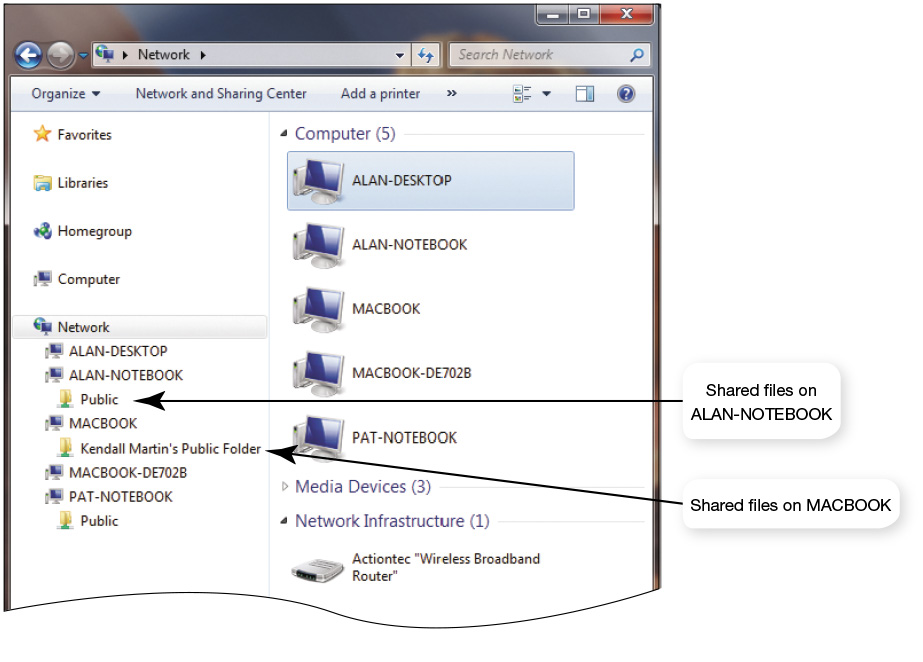 Network
Search Network
Organize
Network and Sharing Center
Add a printer
»
?
Favorites
Libraries
Homegroup
Computer
Network
ALAN-DESKTOP
ALAN-NOTEBOOK
Public
MACBOOK
Kendall Martin's Public Folder
MACBOOK-DE702B
PAT-NOTEBOOK
Public
Computer (5)
ALAN-DESKTOP
ALAN-NOTEBOOK
MACBOOK
MACBOOK-DE702B
PAT-NOTEBOOK
Media Devices (3)
Network Infrastructure (1)
Actiontec "Wireless Broadband
Router"
Shared files on
ALAN-NOTEBOOK
Shared files on MACBOOK